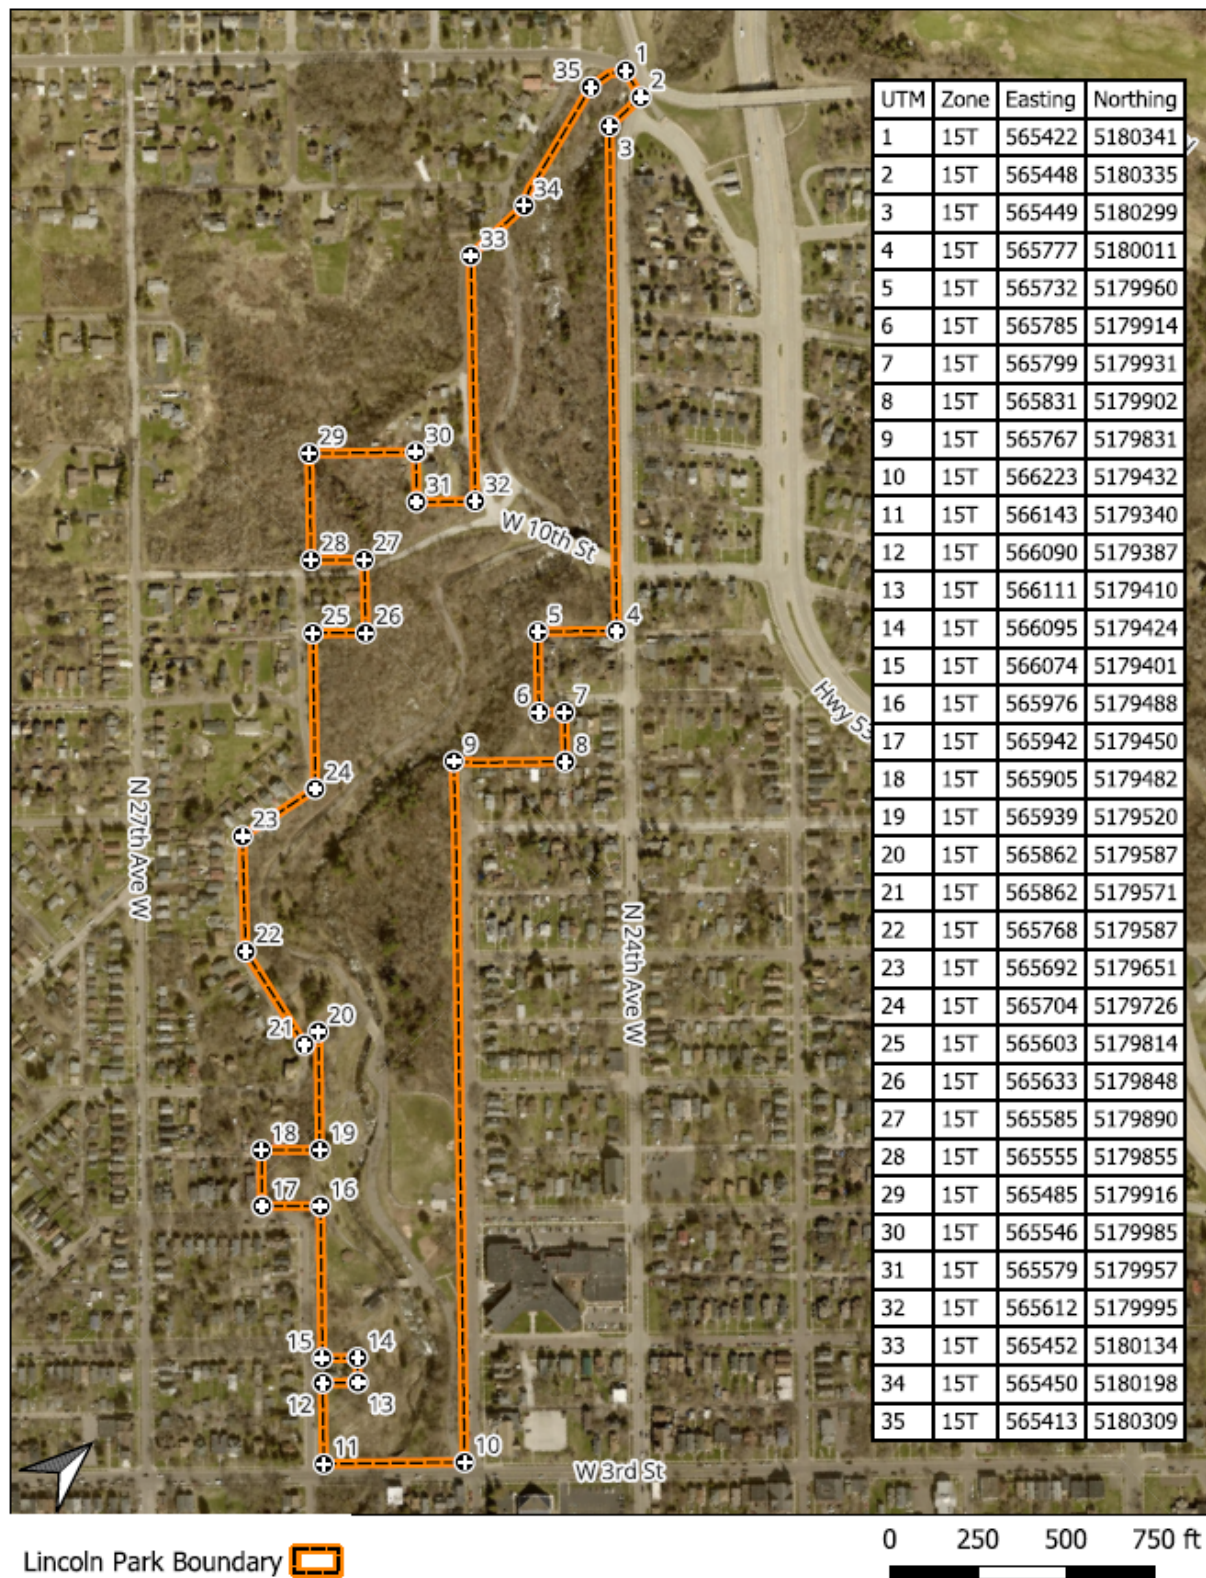 1
35
2
3
34
33
29
30
31
32
W 10th St
28
27
25
26
5
4
6
7
Hwy 53
9
8
24
N 27th Ave W
23
N 24th Ave W
22
20
21
18
19
17
16
15
14
12
13
11
10
W 3rd St
UTM Zone Easting Northing
1 15T 565422 5180341
2 15T 565448 5180335
3 15T 565449 5180299
4 15T 565777 5180011
5 15T 565732 5179960
6 15T 565785 5179914
7 15T 565799 5179931
8 15T 565831 5179902
9 15T 565767 5179831
10 15T 566223 5179432
11 15T 566143 5179340
12 15T 566090 5179387
13 15T 566111 5179410
14 15T 566095 5179424
15 15T 566074 5179401
16 15T 565976 5179488
17 15T 565942 5179450
18 15T 565905 5179482
19 15T 565939 5179520
20 15T 565862 5179587
21 15T 565862 5179571
22 15T 565768 5179587
23 15T 565692 5179651
24 15T 565704 5179726
25 15T 565603 5179814
26 15T 565633 5179848
27 15T 565585 5179890
28 15T 565555 5179855
29 15T 565485 5179916
30 15T 565546 5179985
31 15T 565579 5179957
32 15T 565612 5179995
33 15T 565452 5180134
34 15T 565450 5180198
35 15T 565413 5180309
Lincoln Park Boundary
0 250 500 750 ft